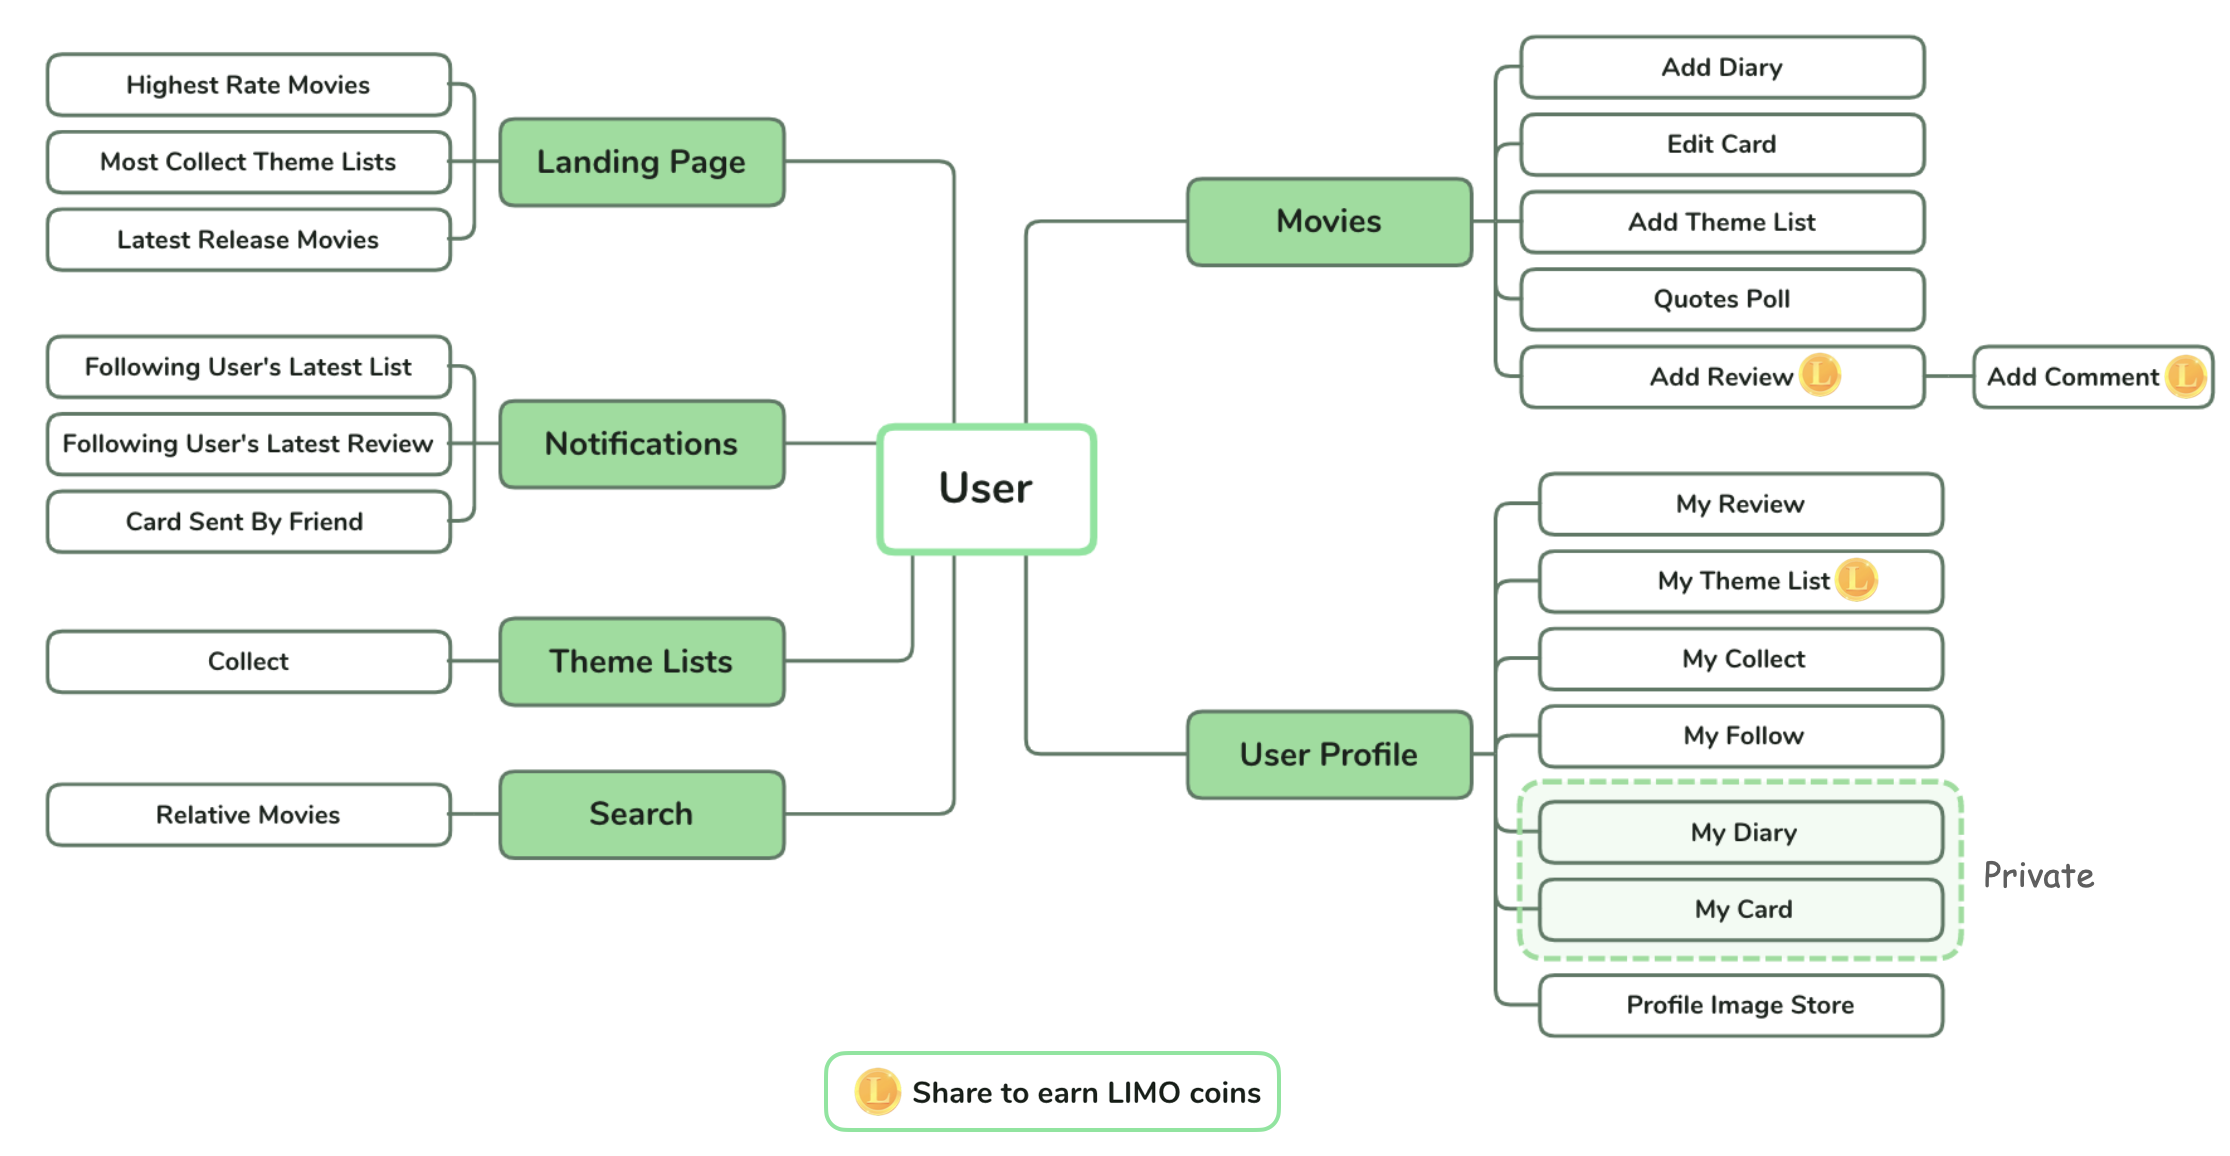 Highest Rate Movies
Most Collect Theme Lists
Latest Release Movies
Landing Page
Following User's Latest List
Following User's Latest Review
Card Sent By Friend
Notifications
Collect
Theme Lists
Relative Movies
Search
User
Movies
Add Diary
Edit Card
Add Theme List
Quotes Poll
Add Review L
Add Comment L
User Profile
My Review
My Theme List L
My Collect
My Follow
My Diary
My Card
Private
Profile Image Store
L Share to earn LIMO coins